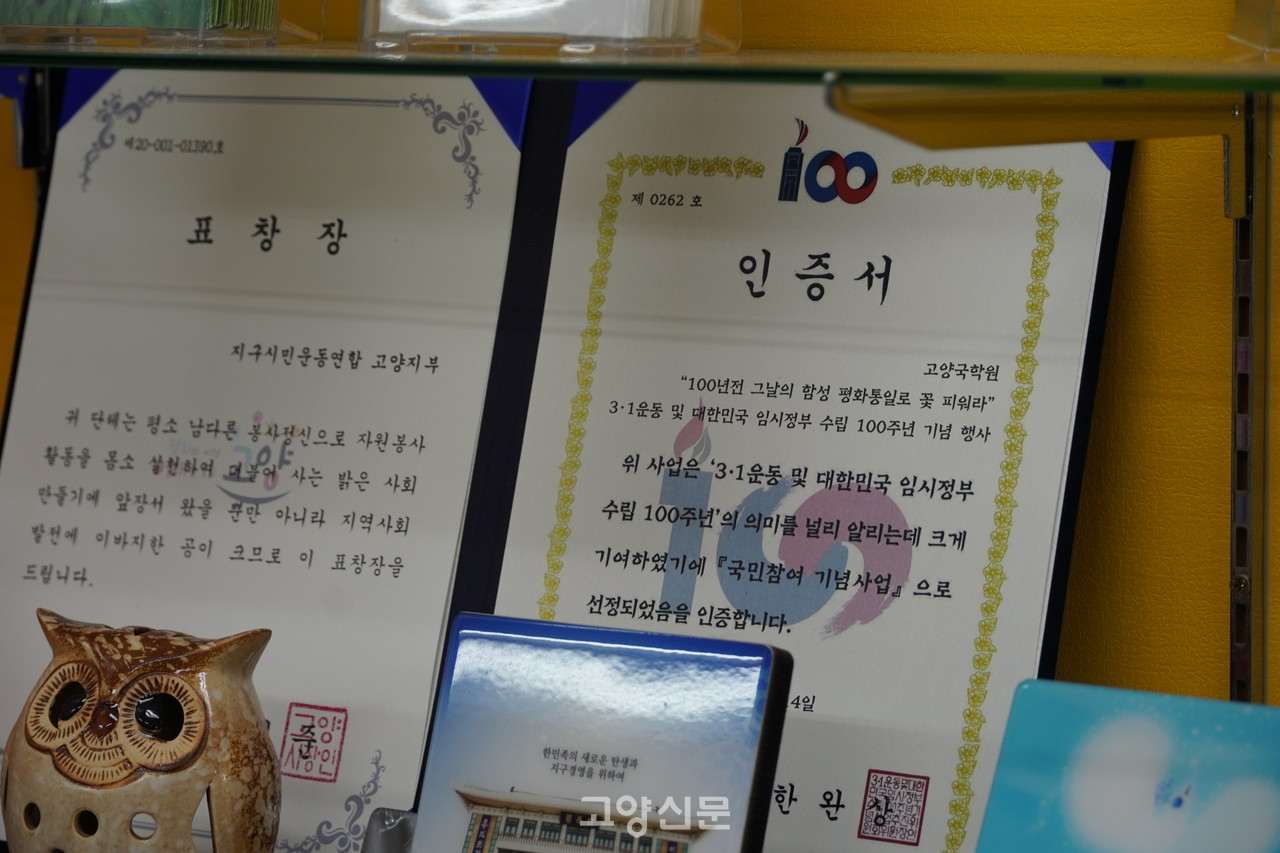 제20-001-01390호
표 창 장
지구시민운동연합 고양지부
귀 단체는 평소 남다른 봉사정신으로 자원봉사
활동을 몸소 실천하여 더불어 사는 밝은 사회
만들기에 앞장서 왔을 뿐만 아니라 지역사회
발전에 이바지한 공이 크므로 이 표창장을
드립니다.
고양
준
고양
시장인
100
제 0262 호
인 증 서
고양국학원
“100년전 그날의 함성 평화통일로 꽃 피워라”
3·1운동 및 대한민국 임시정부 수립 100주년 기념 행사
위 사업은 ‘3·1운동 및 대한민국 임시정부
수립 100주년’의 의미를 널리 알리는데 크게
기여하였기에 『국민참여 기념사업』으로
선정되었음을 인증합니다.
4일
한 완 상
한민족의 새로운 탄생과
지구경영을 위하여
고양신문